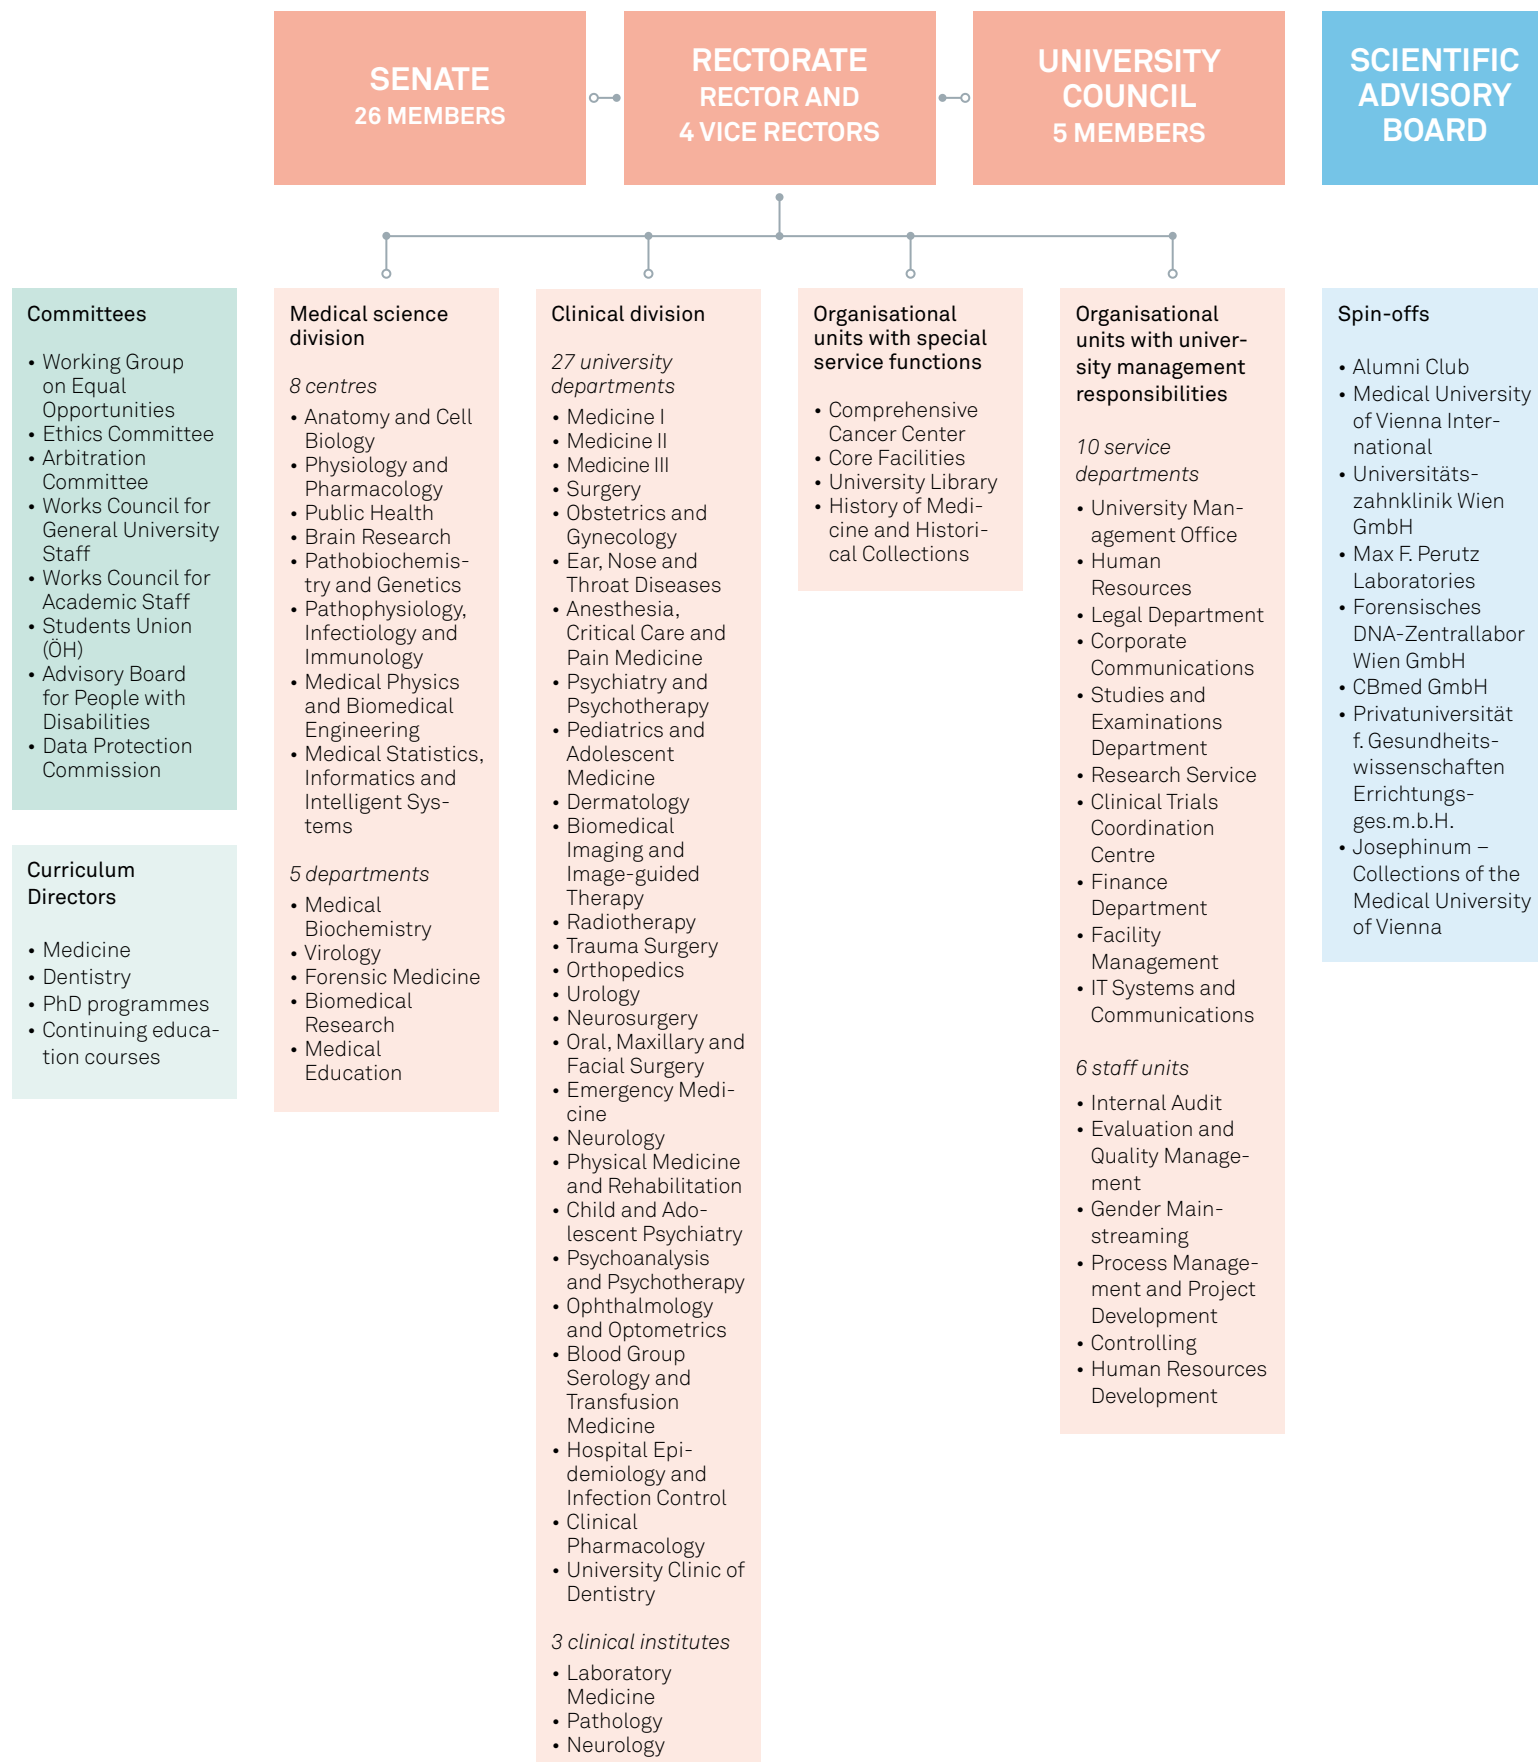 SENATE
26 MEMBERS
RECTORATE
RECTOR AND
4 VICE RECTORS
UNIVERSITY
COUNCIL
5 MEMBERS
SCIENTIFIC
ADVISORY
BOARD
Committees
• Working Group
on Equal
Opportunities
• Ethics Committee
• Arbitration
Committee
• Works Council for
General University
Staff
• Works Council for
Academic Staff
• Students Union
(ÖH)
• Advisory Board
for People with
Disabilities
• Data Protection
Commission
Curriculum
Directors
• Medicine
• Dentistry
• PhD programmes
• Continuing educa-
tion courses
Medical science
division
8 centres
• Anatomy and Cell
Biology
• Physiology and
Pharmacology
• Public Health
• Brain Research
• Pathobiochemis-
try and Genetics
• Pathophysiology,
Infectiology and
Immunology
• Medical Physics
and Biomedical
Engineering
• Medical Statistics,
Informatics and
Intelligent Sys-
tems
5 departments
• Medical
Biochemistry
• Virology
• Forensic Medicine
• Biomedical
Research
• Medical
Education
Clinical division
27 university
departments
• Medicine I
• Medicine II
• Medicine III
• Surgery
• Obstetrics and
Gynecology
• Ear, Nose and
Throat Diseases
• Anesthesia,
Critical Care and
Pain Medicine
• Psychiatry and
Psychotherapy
• Pediatrics and
Adolescent
Medicine
• Dermatology
• Biomedical
Imaging and
Image-guided
Therapy
• Radiotherapy
• Trauma Surgery
• Orthopedics
• Urology
• Neurosurgery
• Oral, Maxillary and
Facial Surgery
• Emergency Medi-
cine
• Neurology
• Physical Medicine
and Rehabilitation
• Child and Ado-
lescent Psychiatry
• Psychoanalysis
and Psychotherapy
• Ophthalmology
and Optometrics
• Blood Group
Serology and
Transfusion
Medicine
• Hospital Epi-
demiology and
Infection Control
• Clinical
Pharmacology
• University Clinic of
Dentistry
3 clinical institutes
• Laboratory
Medicine
• Pathology
• Neurology
Organisational
units with special
service functions
• Comprehensive
Cancer Center
• Core Facilities
• University Library
• History of Medi-
cine and Histori-
cal Collections
Organisational
units with univer-
sity management
responsibilities
10 service
departments
• University Man-
agement Office
• Human
Resources
• Legal Department
• Corporate
Communications
• Studies and
Examinations
Department
• Research Service
• Clinical Trials
Coordination
Centre
• Finance
Department
• Facility
Management
• IT Systems and
Communications
6 staff units
• Internal Audit
• Evaluation and
Quality Manage-
ment
• Gender Main-
streaming
• Process Manage-
ment and Project
Development
• Controlling
• Human Resources
Development
Spin-offs
• Alumni Club
• Medical University
of Vienna Inter-
national
• Universitäts-
zahnklinik Wien
GmbH
• Max F. Perutz
Laboratories
• Forensisches
DNA-Zentrallabor
Wien GmbH
• CBmed GmbH
• Privatuniversität
f. Gesundheits-
wissenschaften
Errichtungs-
ges.m.b.H.
• Josephinum –
Collections of the
Medical University
of Vienna